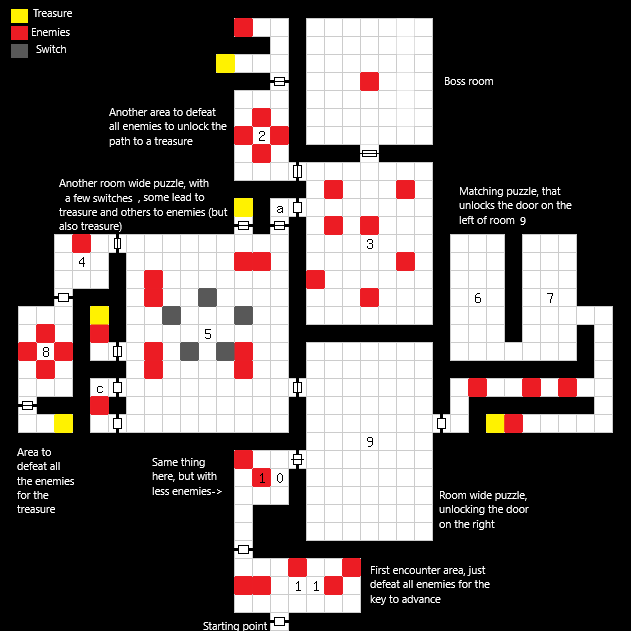 Treasure
Enemies
Switch
Boss room
Another area to defeat
all enemies to unlock the
path to a treasure
2
Another room wide puzzle, with
a few switches , some lead to
treasure and others to enemies (but
also treasure)
a
Matching puzzle, that
unlocks the door on the
left of room 9
3
4
6
7
5
8
c
9
Area to
defeat all
the enemies
for the
treasure
Same thing
here, but with
less enemies->
1 0
Room wide puzzle,
unlocking the door
on the right
First encounter area, just
defeat all enemies for the
key to advance
1 1
Starting point